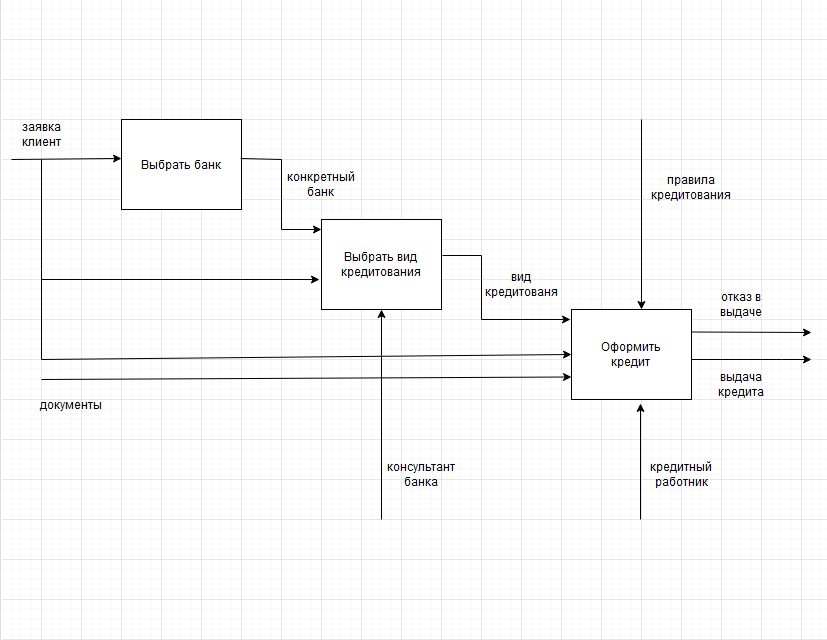 заявка
клиент
Выбрать банк
конкретный
банк
правила
кредитования
Выбрать вид
кредитования
вид
кредитованя
отказ в
выдаче
Оформить
кредит
выдача
кредита
документы
консультант
банка
кредитный
работник